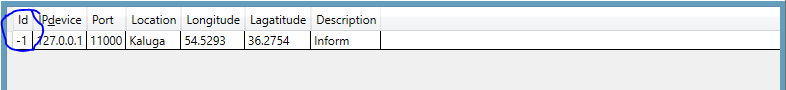 Id Pdevice Port Location Longitude Lagatitude Description
-1 127.0.0.1 11000 Kaluga 54.5293 36.2754 Inform